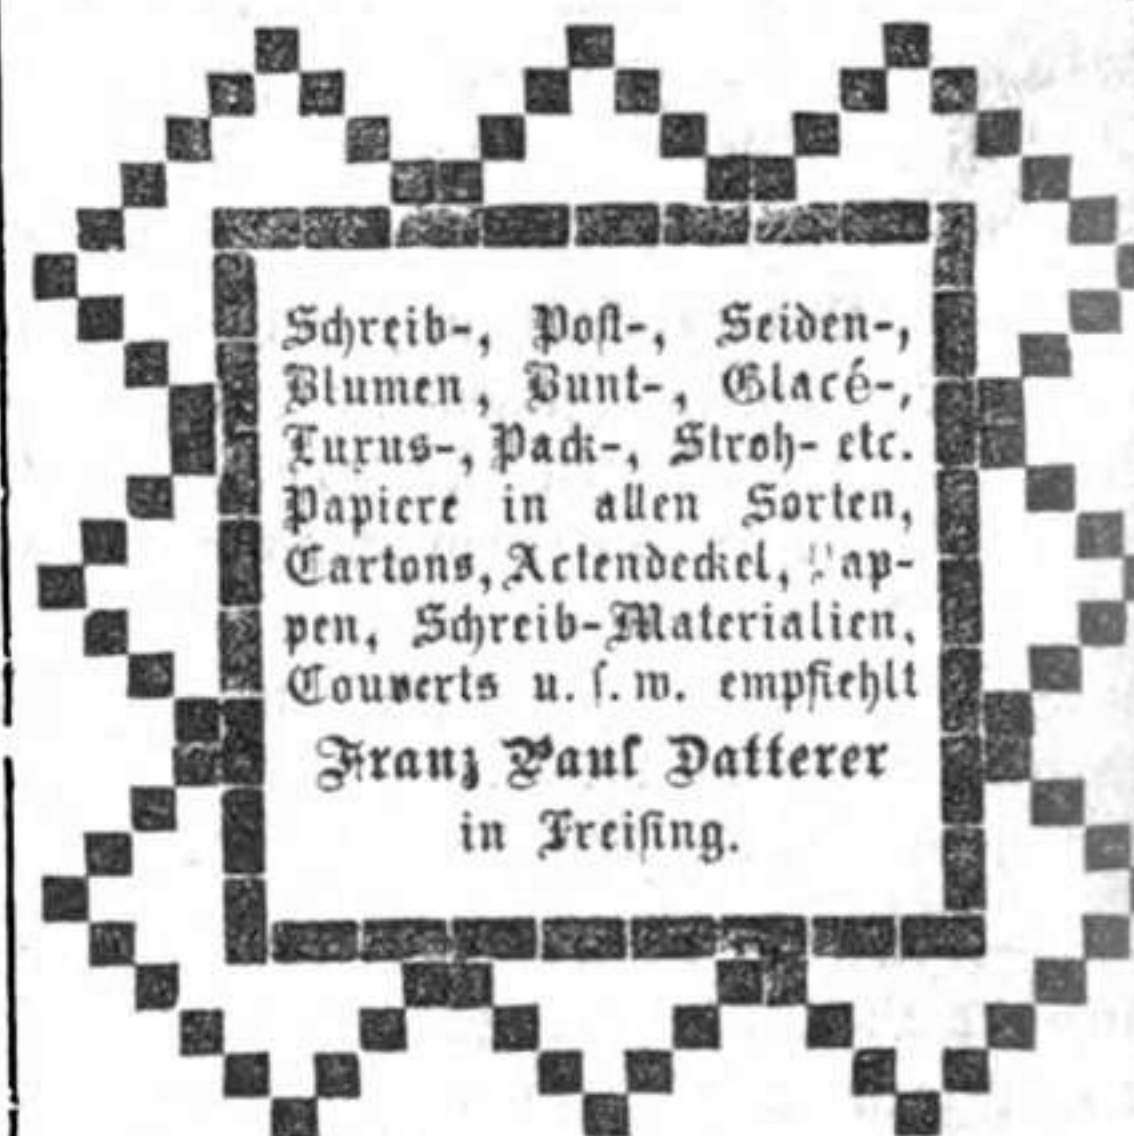 Schreib-, Post-, Seiden-,
Blumen, Bunt-, Glacé-,
Luxus-, Pack-, Stroh- etc.
Papiere in allen Sorten,
Cartons, Actendeckel, Pap-
pen, Schreib-Materialien,
Couverts u. s. w. empfiehlt
Franz Paul Datterer
in Freising.